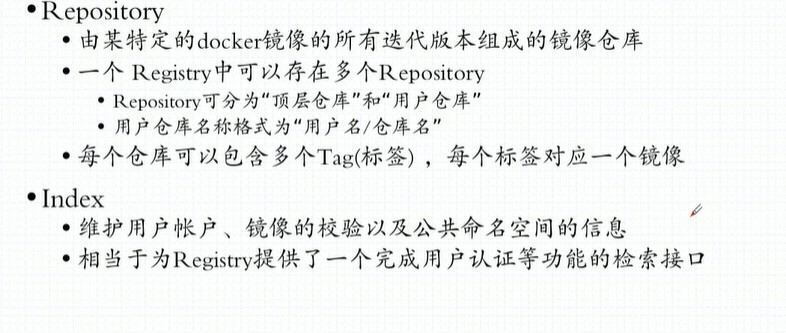 •Repository
•由某特定的docker镜像的所有迭代版本组成的镜像仓库
•一个 Registry中可以存在多个Repository
•Repository可分为“顶层仓库”和“用户仓库”
•用户仓库名称格式为“用户名/仓库名”
•每个仓库可以包含多个Tag(标签) ，每个标签对应一个镜像
•Index
•维护用户帐户、镜像的校验以及公共命名空间的信息
•相当于为Registry提供了一个完成用户认证等功能的检索接口